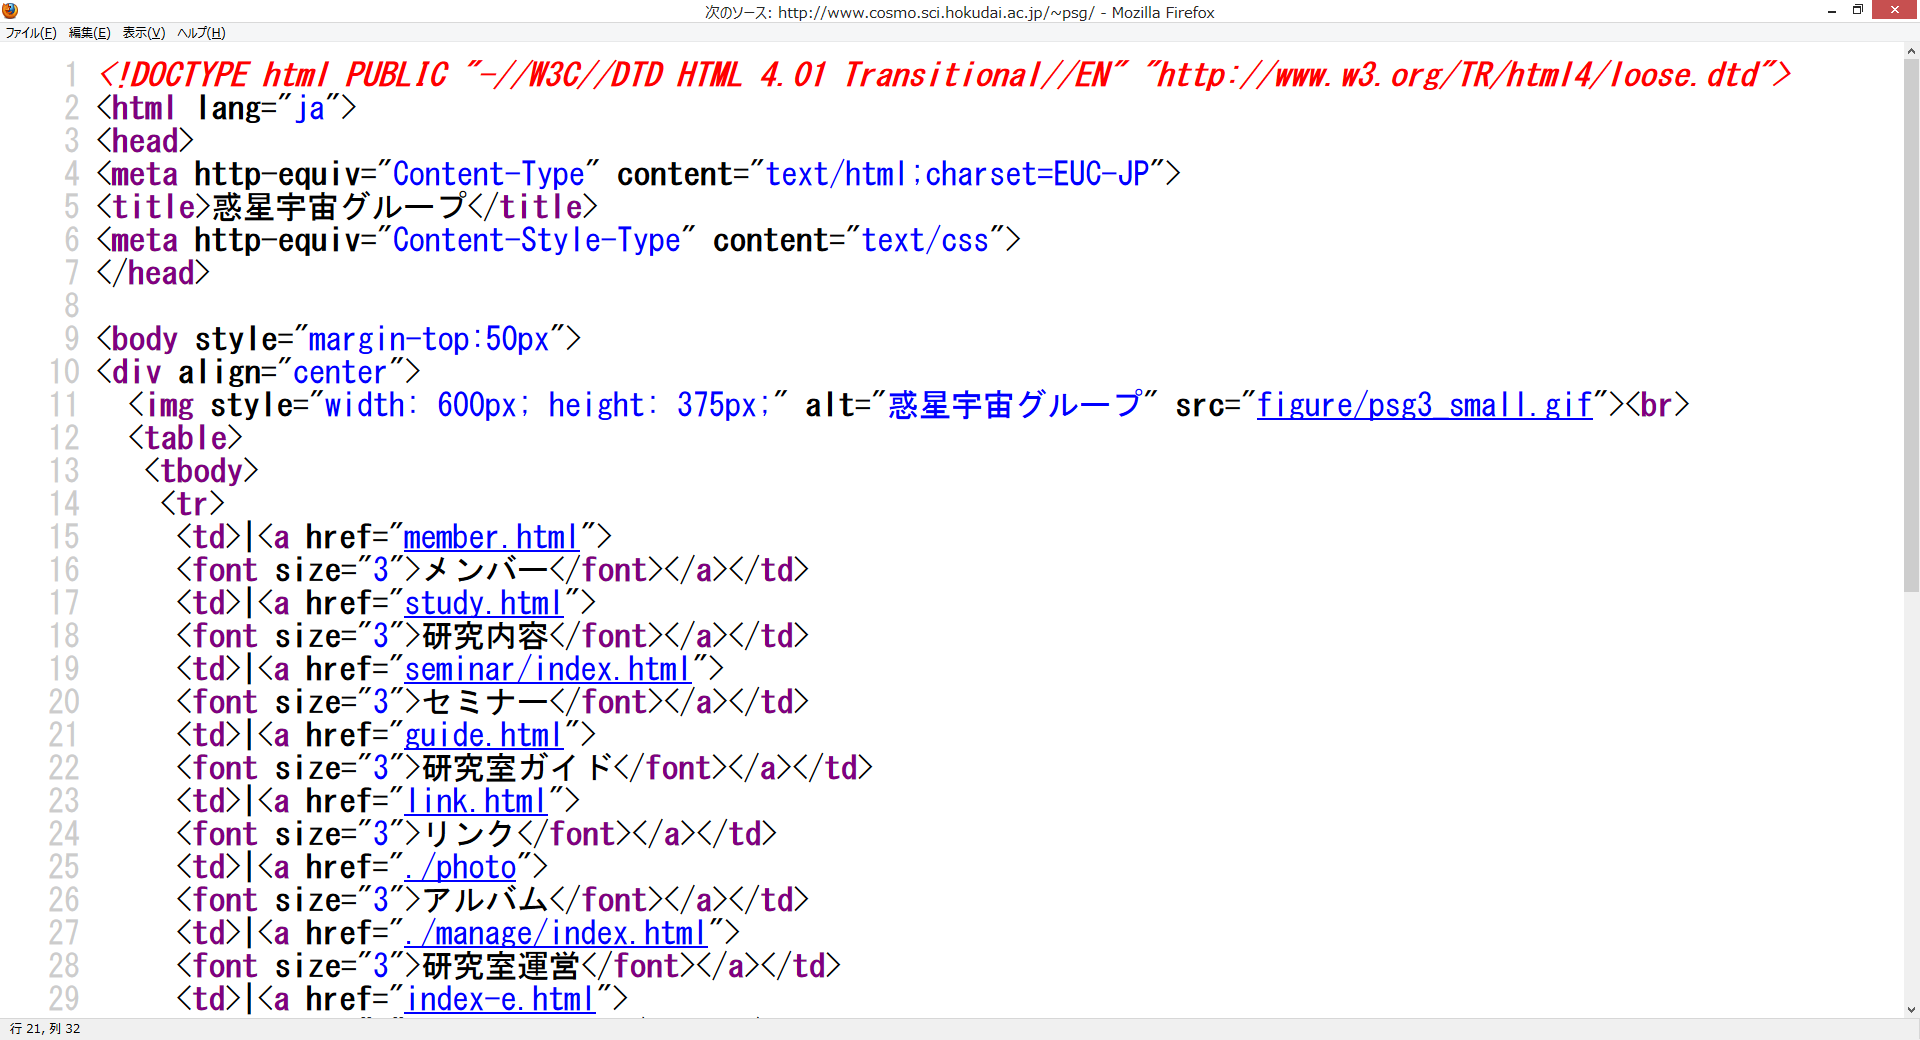 次のソース: http://www.cosmo.sci.hokudai.ac.jp/~psg/ - Mozilla Firefox
ファイル(F) 編集(E) 表示(V) ヘルプ(H)
1 <!DOCTYPE html PUBLIC "-//W3C//DTD HTML 4.01 Transitional//EN" "http://www.w3.org/TR/html4/loose.dtd">
2 <html lang="ja">
3 <head>
4 <meta http-equiv="Content-Type" content="text/html;charset=EUC-JP">
5 <title>惑星宇宙グループ</title>
6 <meta http-equiv="Content-Style-Type" content="text/css">
7 </head>
8
9 <body style="margin-top:50px">
10 <div align="center">
11 <img style="width: 600px; height: 375px;" alt="惑星宇宙グループ" src="figure/psg3_small.gif"><br>
12 <table>
13 <tbody>
14 <tr>
15 <td>|<a href="member.html">
16 <font size="3">メンバー</font></a></td>
17 <td>|<a href="study.html">
18 <font size="3">研究内容</font></a></td>
19 <td>|<a href="seminar/index.html">
20 <font size="3">セミナー</font></a></td>
21 <td>|<a href="guide.html">
22 <font size="3">研究室ガイド</font></a></td>
23 <td>|<a href="link.html">
24 <font size="3">リンク</font></a></td>
25 <td>|<a href="./photo">
26 <font size="3">アルバム</font></a></td>
27 <td>|<a href="./manage/index.html">
28 <font size="3">研究室運営</font></a></td>
29 <td>|<a href="index-e.html">
行 21, 列 32